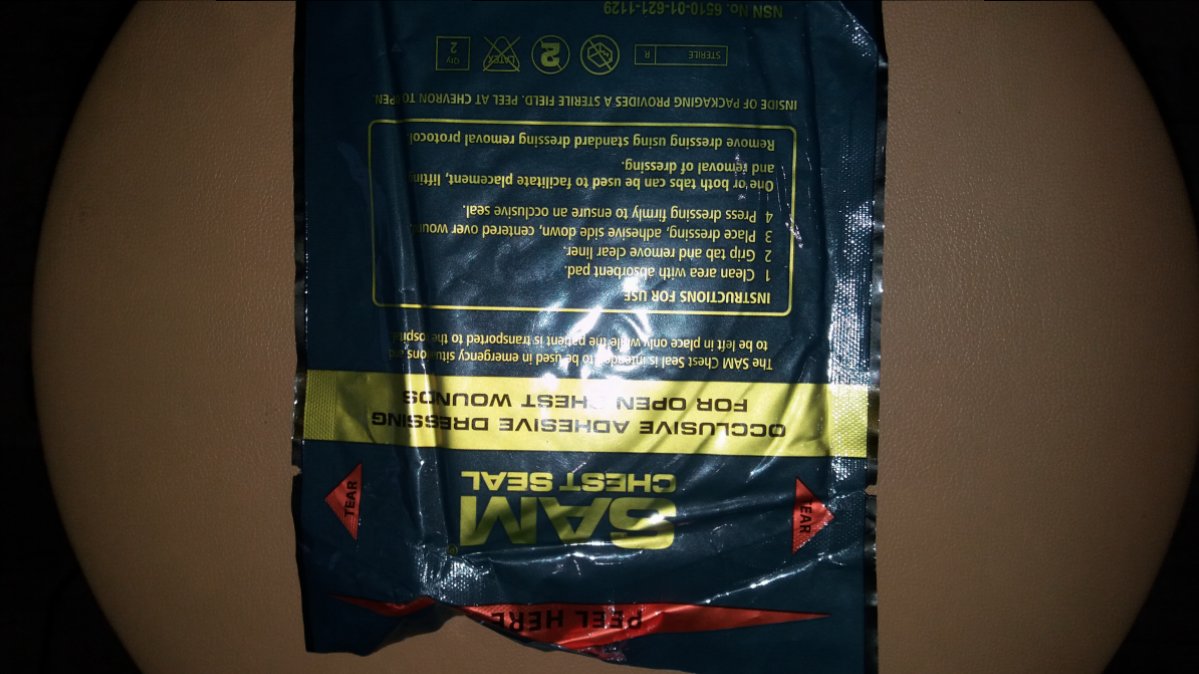 PEEL HERE
SAM®
CHEST SEAL
TEAR
EAR
OCCLUSIVE ADHESIVE DRESSING
FOR OPEN CHEST WOUNDS
The SAM Chest Seal is intended to be used in emergency situations and
to be left in place only while the patient is transported to the hospital
INSTRUCTIONS FOR USE
1 Clean area with absorbent pad.
2 Grip tab and remove clear liner.
3 Place dressing, adhesive side down, centered over wound.
4 Press dressing firmly to ensure an occlusive seal.
One or both tabs can be used to facilitate placement, lifting
and removal of dressing.
Remove dressing using standard dressing removal protocol.
INSIDE OF PACKAGING PROVIDES A STERILE FIELD. PEEL AT CHEVRON TO OPEN.
STERILE R
2
LATEX
Qty
2
NSN No. 6510-01-621-1129